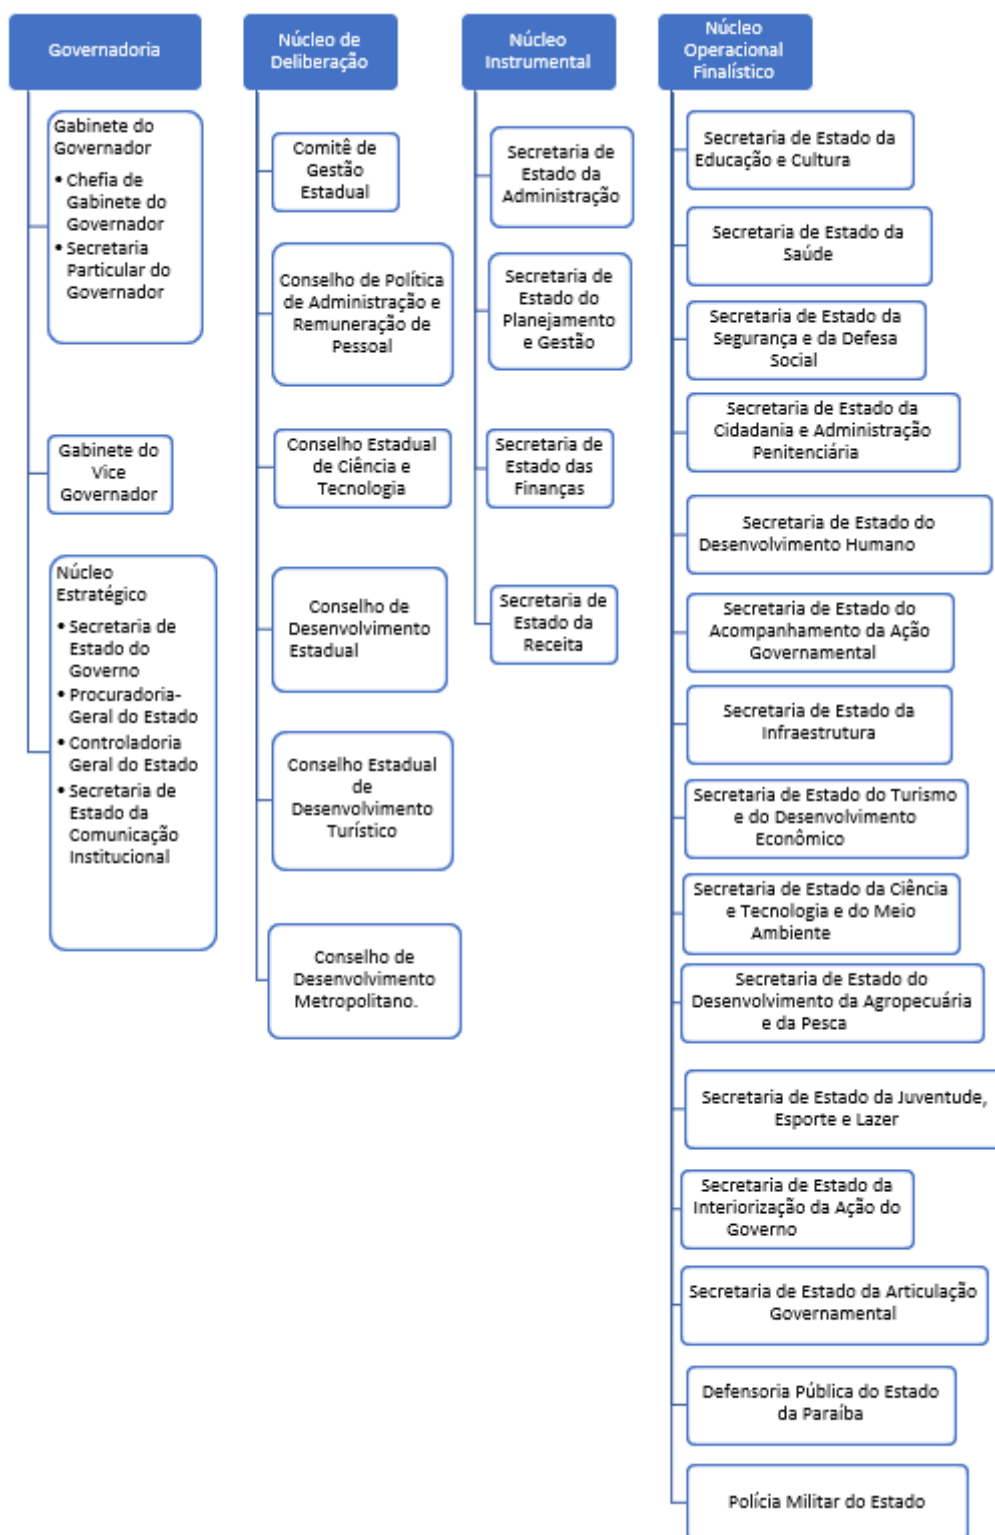 Governadoria
Gabinete do
Governador
• Chefia de
Gabinete do
Governador
• Secretaria
Particular do
Governador
Gabinete do
Vice
Governador
Núcleo
Estratégico
• Secretaria de
Estado do
Governo
• Procuradoria-
Geral do Estado
• Controladoria
Geral do Estado
• Secretaria de
Estado da
Comunicação
Institucional
Núcleo de
Deliberação
Comitê de
Gestão
Estadual
Conselho de Política
de Administração e
Remuneração de
Pessoal
Conselho Estadual
de Ciência e
Tecnologia
Conselho de
Desenvolvimento
Estadual
Conselho Estadual
de
Desenvolvimento
Turístico
Conselho de
Desenvolvimento
Metropolitano.
Núcleo
Instrumental
Secretaria de
Estado da
Administração
Secretaria de
Estado do
Planejamento
e Gestão
Secretaria de
Estado das
Finanças
Secretaria de
Estado da
Receita
Núcleo
Operacional
Finalístico
Secretaria de Estado da
Educação e Cultura
Secretaria de Estado da
Saúde
Secretaria de Estado da
Segurança e da Defesa
Social
Secretaria de Estado da
Cidadania e Administração
Penitenciária
Secretaria de Estado do
Desenvolvimento Humano
Secretaria de Estado do
Acompanhamento da Ação
Governamental
Secretaria de Estado da
Infraestrutura
Secretaria de Estado do Turismo
e do Desenvolvimento
Econômico
Secretaria de Estado da Ciência
e Tecnologia e do Meio
Ambiente
Secretaria de Estado do
Desenvolvimento da Agropecuária
e da Pesca
Secretaria de Estado da Juventude,
Esporte e Lazer
Secretaria de Estado da
Interiorização da Ação do
Governo
Secretaria de Estado da Articulação
Governamental
Defensoria Pública do Estado
da Paraíba
Polícia Militar do Estado